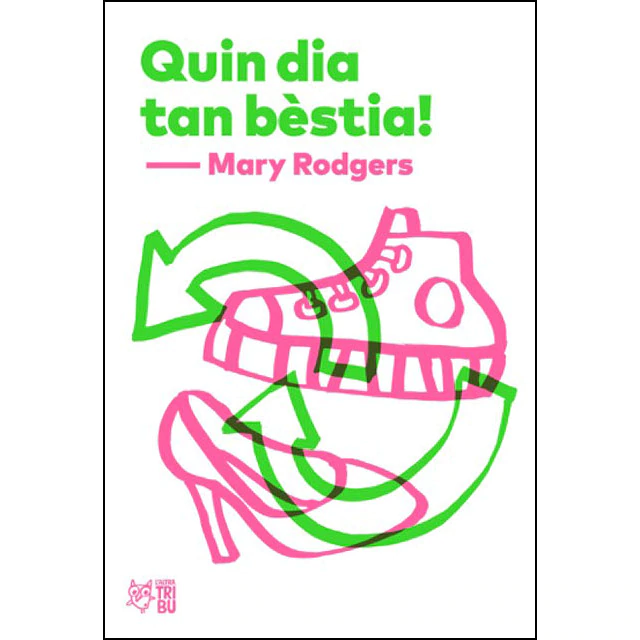 Quin dia
tan bèstia!
Mary Rodgers
L'ALTRA
TRI
BU